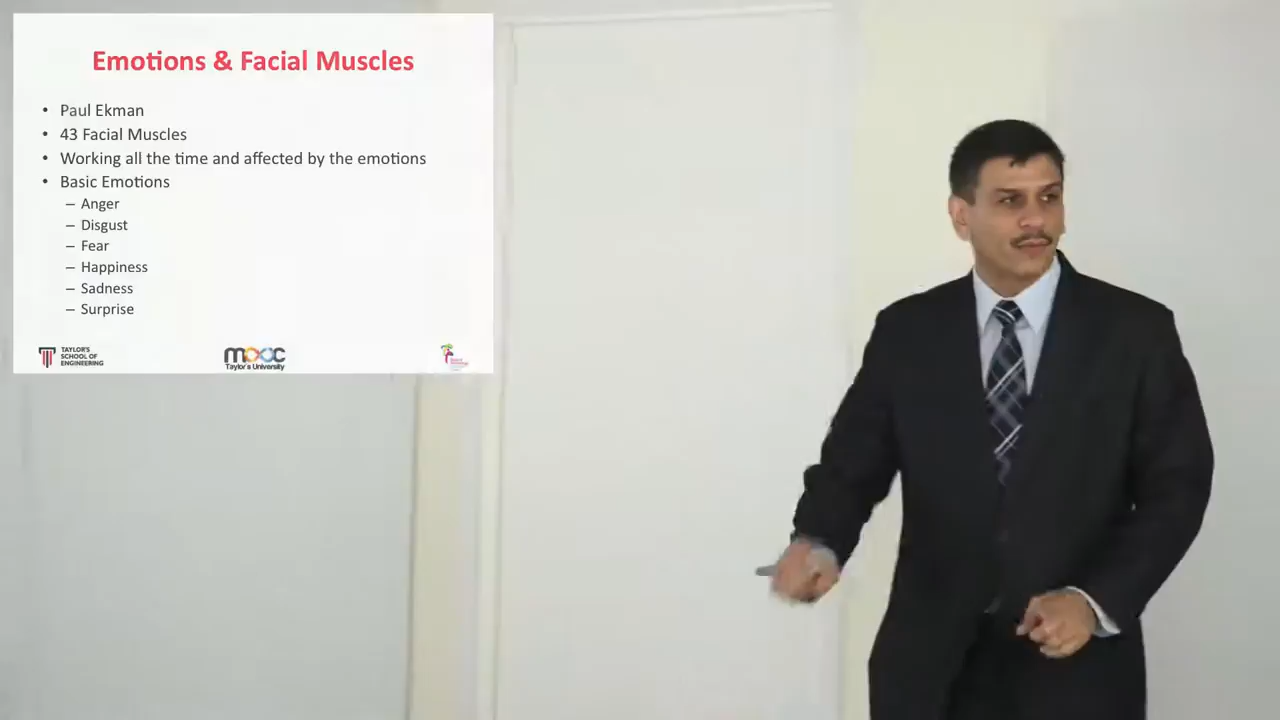 Emotions & Facial Muscles
• Paul Ekman
• 43 Facial Muscles
• Working all the time and affected by the emotions
• Basic Emotions
– Anger
– Disgust
– Fear
– Happiness
– Sadness
– Surprise
TAYLOR'S
SCHOOL OF
ENGINEERING
mooc
Taylor's University